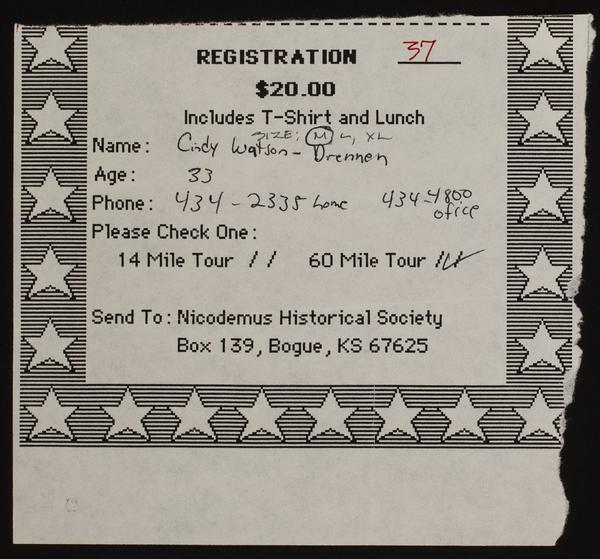 REGISTRATION 37
$20.00
Includes T-Shirt and Lunch
SIZE: M L, XL
Name: Cindy Watson-Drennen
Age: 33
Phone: 434-2335 home 434-4800 office
Please Check One:
14 Mile Tour / / 60 Mile Tour /✓/
Send To: Nicodemus Historical Society
Box 139, Bogue, KS 67625